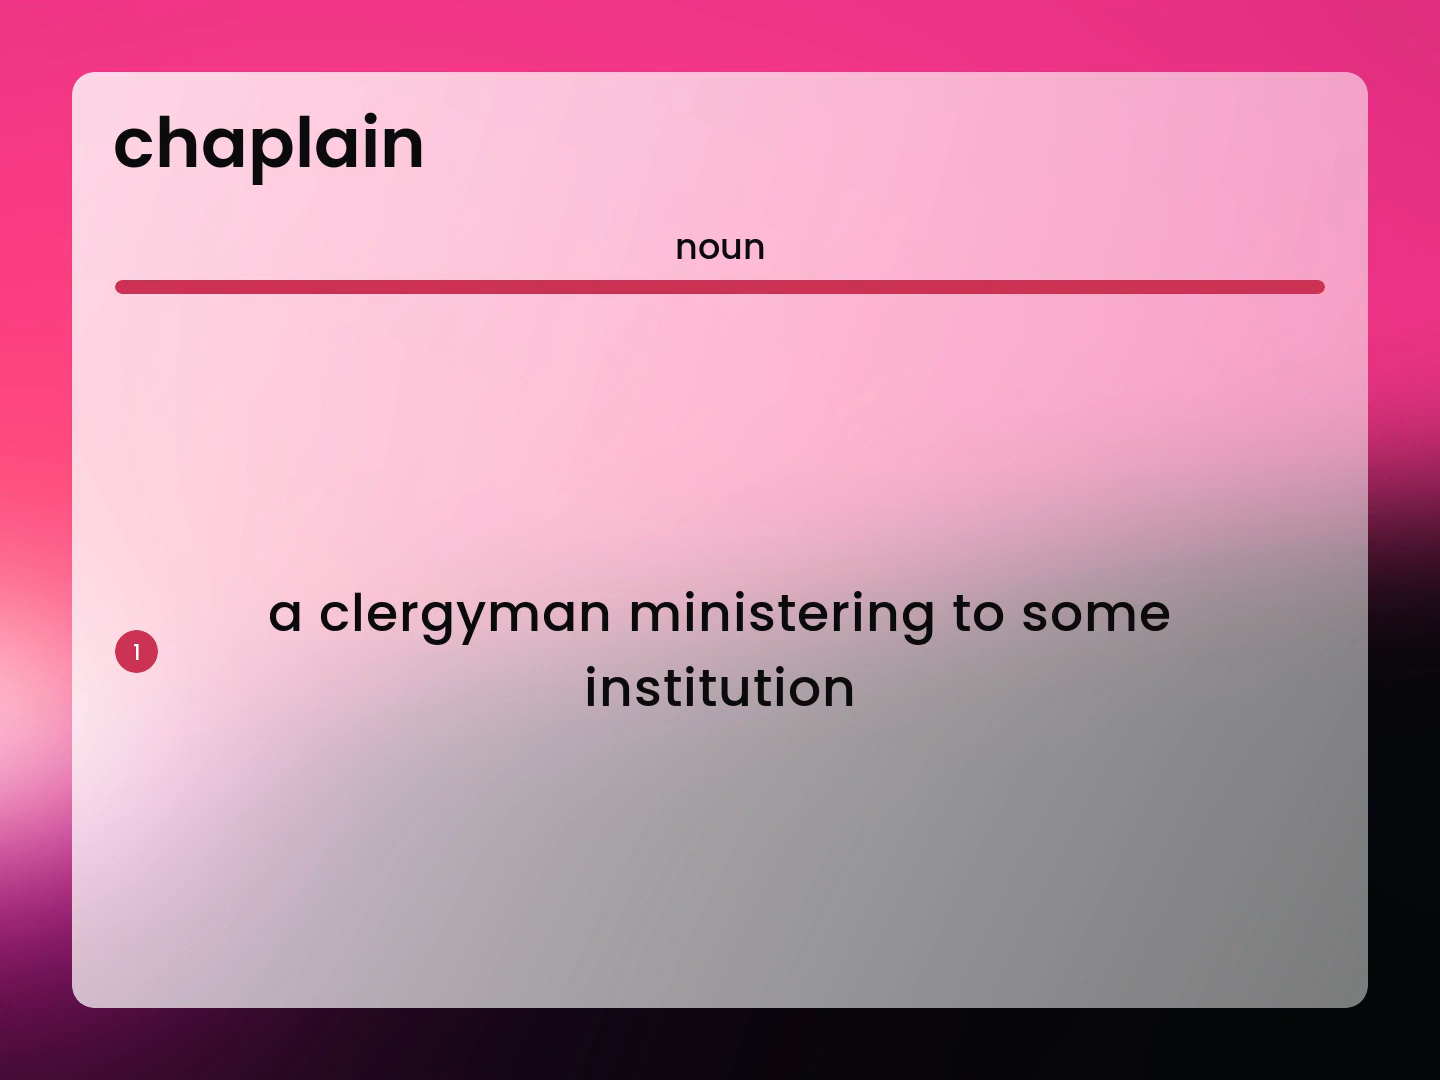 chaplain
noun
1
a clergyman ministering to some
institution